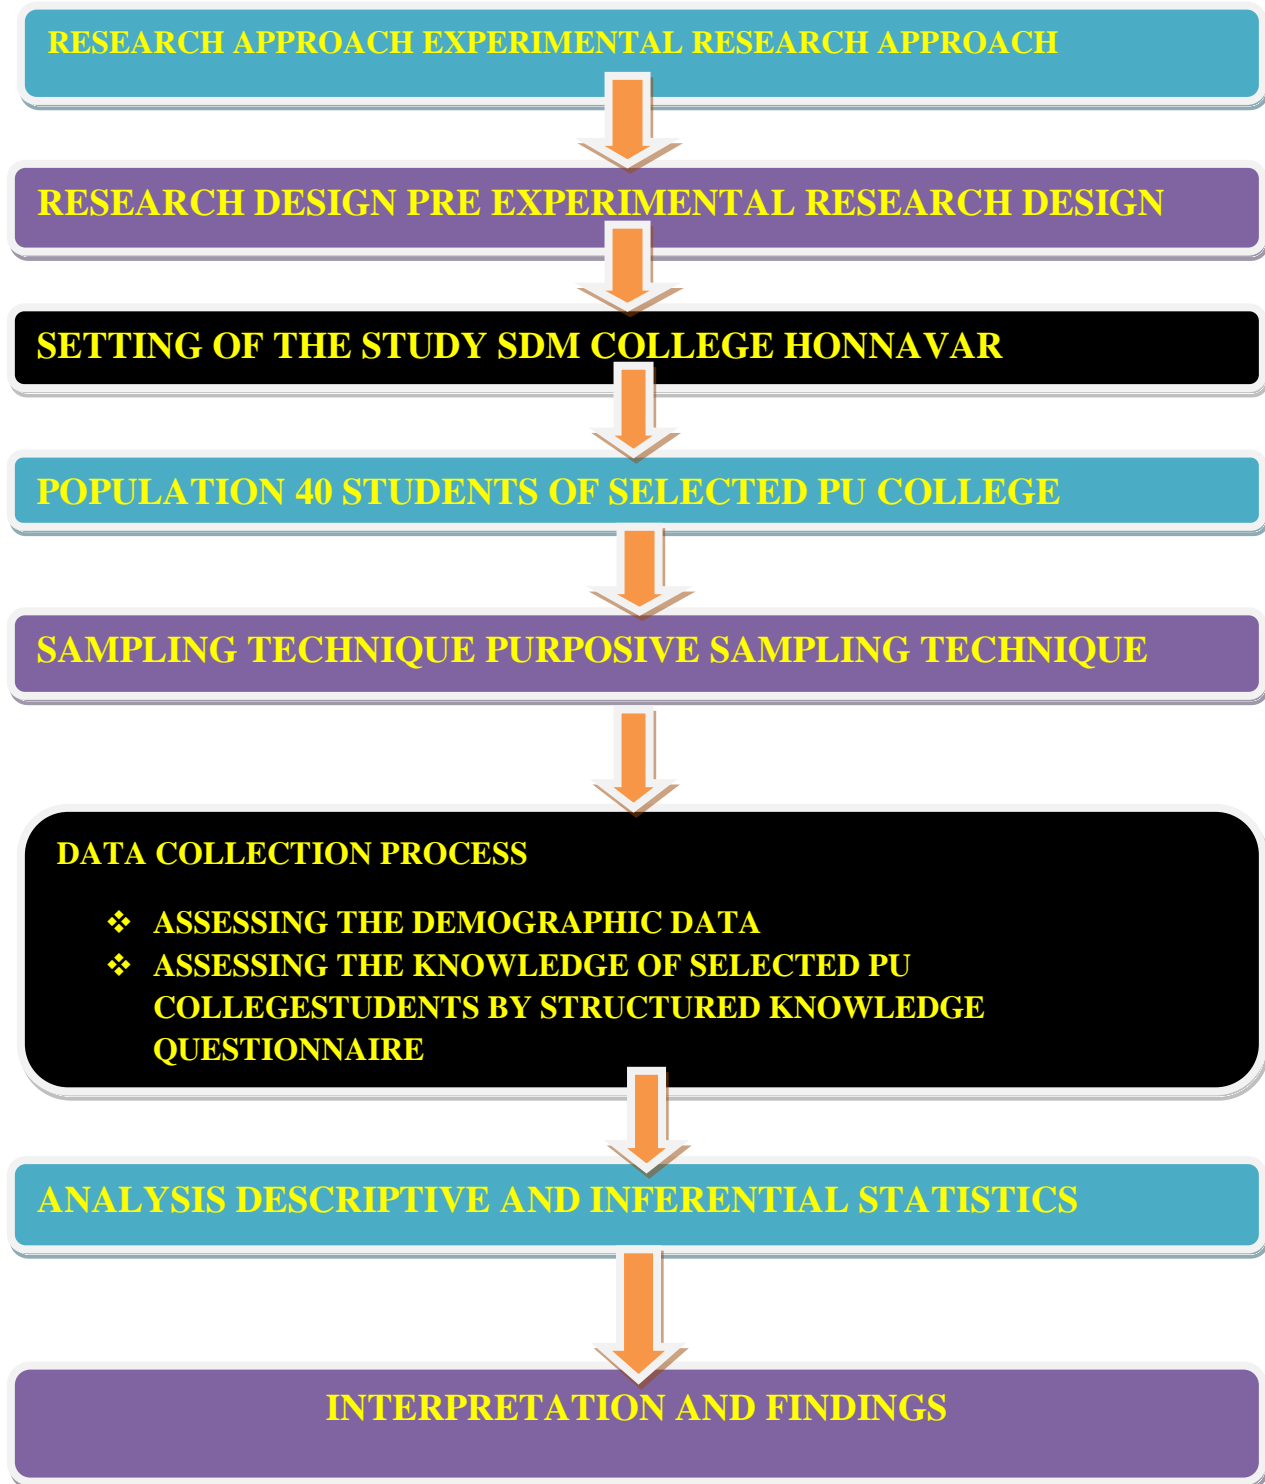 RESEARCH APPROACH EXPERIMENTAL RESEARCH APPROACH
RESEARCH DESIGN PRE EXPERIMENTAL RESEARCH DESIGN
SETTING OF THE STUDY SDM COLLEGE HONNAVAR
POPULATION 40 STUDENTS OF SELECTED PU COLLEGE
SAMPLING TECHNIQUE PURPOSIVE SAMPLING TECHNIQUE
DATA COLLECTION PROCESS
❖ ASSESSING THE DEMOGRAPHIC DATA
❖ ASSESSING THE KNOWLEDGE OF SELECTED PU
COLLEGESTUDENTS BY STRUCTURED KNOWLEDGE
QUESTIONNAIRE
ANALYSIS DESCRIPTIVE AND INFERENTIAL STATISTICS
INTERPRETATION AND FINDINGS